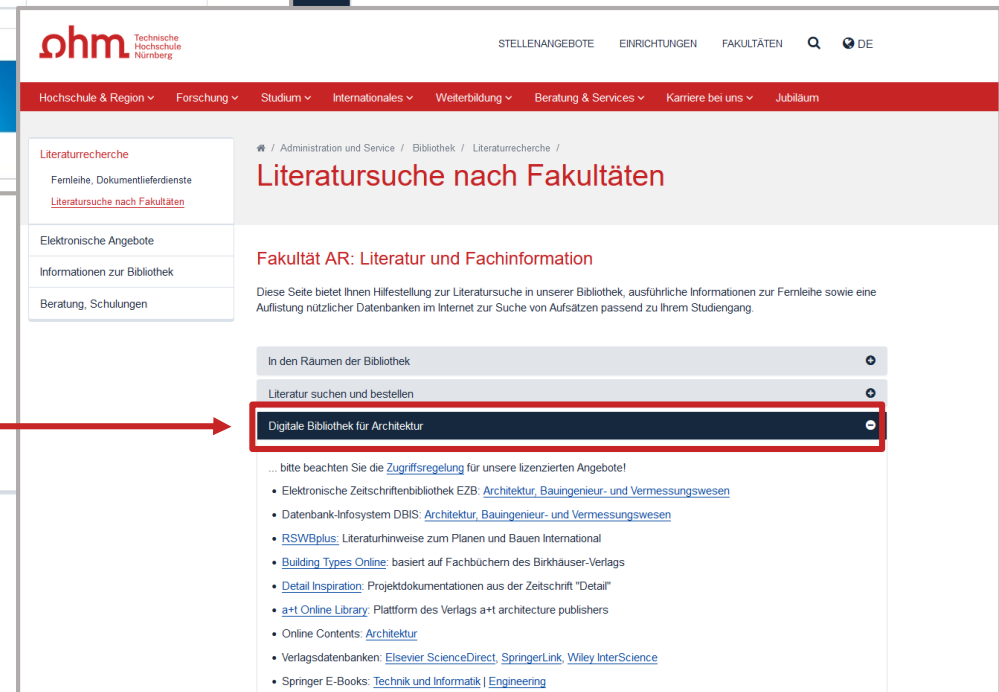 ohm Technische
Hochschule
Nürnberg
STELLENANGEBOTE EINRICHTUNGEN FAKULTÄTEN DE
Hochschule & Region Forschung Studium Internationales Weiterbildung Beratung & Services Karriere bei uns Jubiläum
Literaturrecherche
Fernleihe, Dokumentlieferdienste
Literatursuche nach Fakultäten
Elektronische Angebote
Informationen zur Bibliothek
Beratung, Schulungen
/ Administration und Service / Bibliothek / Literaturrecherche /
Literatursuche nach Fakultäten
Fakultät AR: Literatur und Fachinformation
Diese Seite bietet Ihnen Hilfestellung zur Literatursuche in unserer Bibliothek, ausführliche Informationen zur Fernleihe sowie eine
Auflistung nützlicher Datenbanken im Internet zur Suche von Aufsätzen passend zu Ihrem Studiengang.
In den Räumen der Bibliothek
Literatur suchen und bestellen
Digitale Bibliothek für Architektur
... bitte beachten Sie die Zugriffsregelung für unsere lizenzierten Angebote!
• Elektronische Zeitschriftenbibliothek EZB: Architektur, Bauingenieur- und Vermessungswesen
• Datenbank-Infosystem DBIS: Architektur, Bauingenieur- und Vermessungswesen
• RSWBplus: Literaturhinweise zum Planen und Bauen International
• Building Types Online: basiert auf Fachbüchern des Birkhäuser-Verlags
• Detail Inspiration: Projektdokumentationen aus der Zeitschrift "Detail"
• a+t Online Library: Plattform des Verlags a+t architecture publishers
• Online Contents: Architektur
• Verlagsdatenbanken: Elsevier ScienceDirect, SpringerLink, Wiley InterScience
• Springer E-Books: Technik und Informatik | Engineering